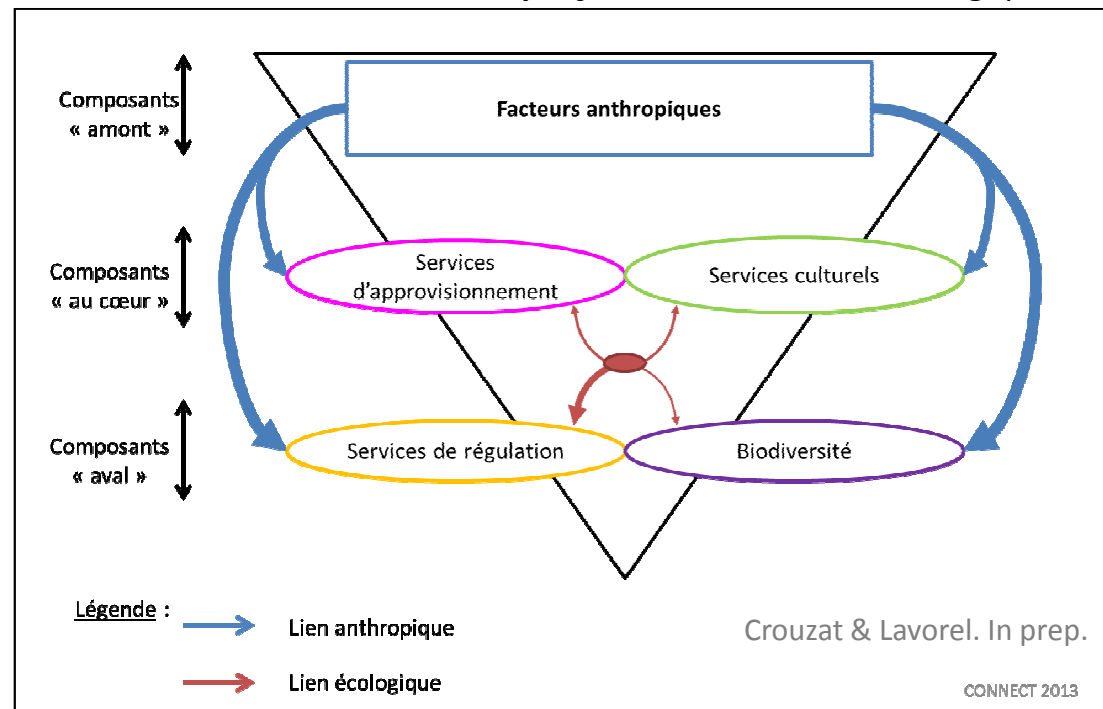 Composants
« amont »
Facteurs anthropiques
Composants
« au cœur »
Services
d'approvisionnement
Services culturels
Composants
« aval »
Services de régulation
Biodiversité
Légende :
Lien anthropique
Lien écologique
Crouzat & Lavorel. In prep.
CONNECT 2013